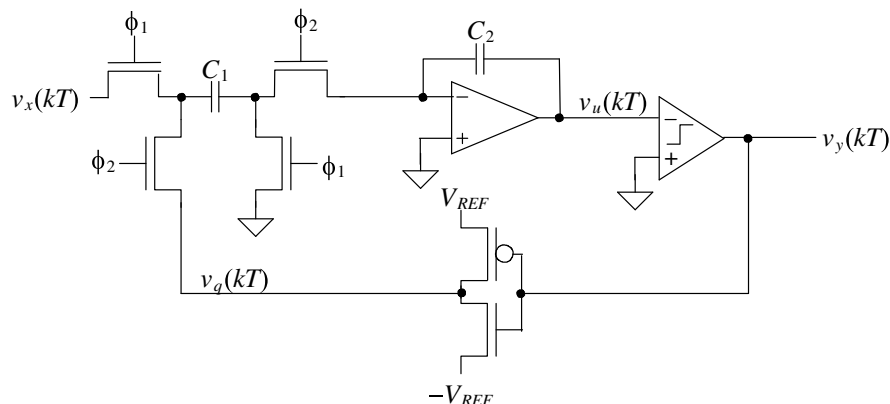 ϕ1
ϕ2
C1
C2
vx(kT)
−
+
vu(kT)
−
+
vy(kT)
ϕ2
ϕ1
VREF
vq(kT)
−VREF